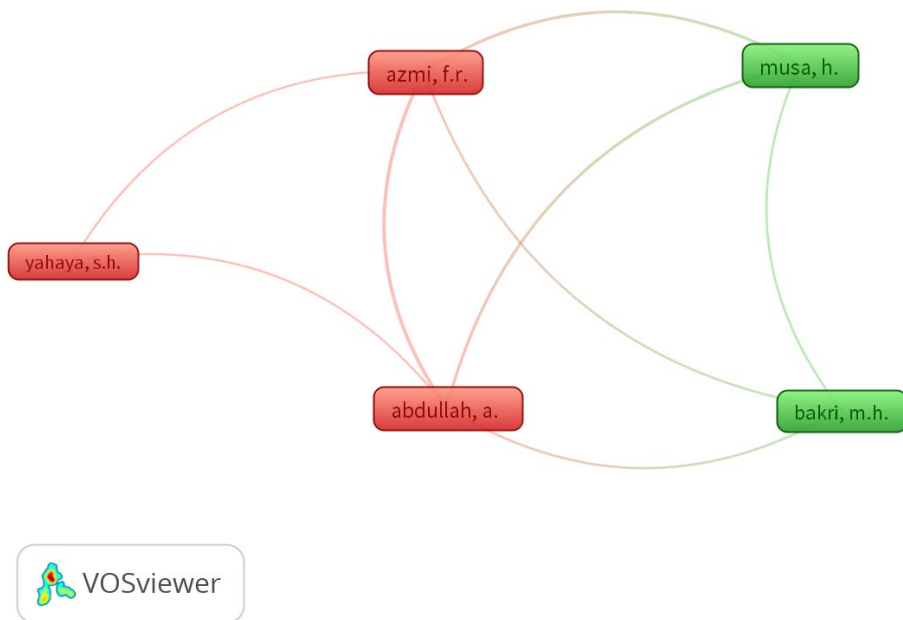 azmi, f.r.
musa, h.
yahaya, s.h.
abdullah, a.
bakri, m.h.
VOSviewer